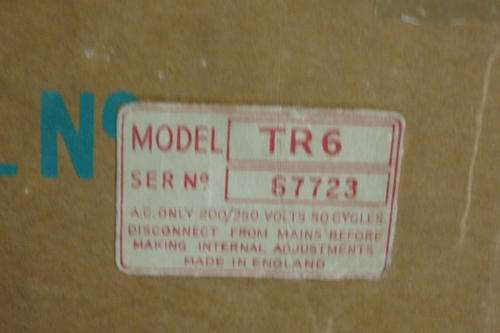 L Nº
MODEL TR6
SER Nº 67723
A.C. ONLY 200/250 VOLTS 50 CYCLES
DISCONNECT FROM MAINS BEFORE
MAKING INTERNAL ADJUSTMENTS
MADE IN ENGLAND